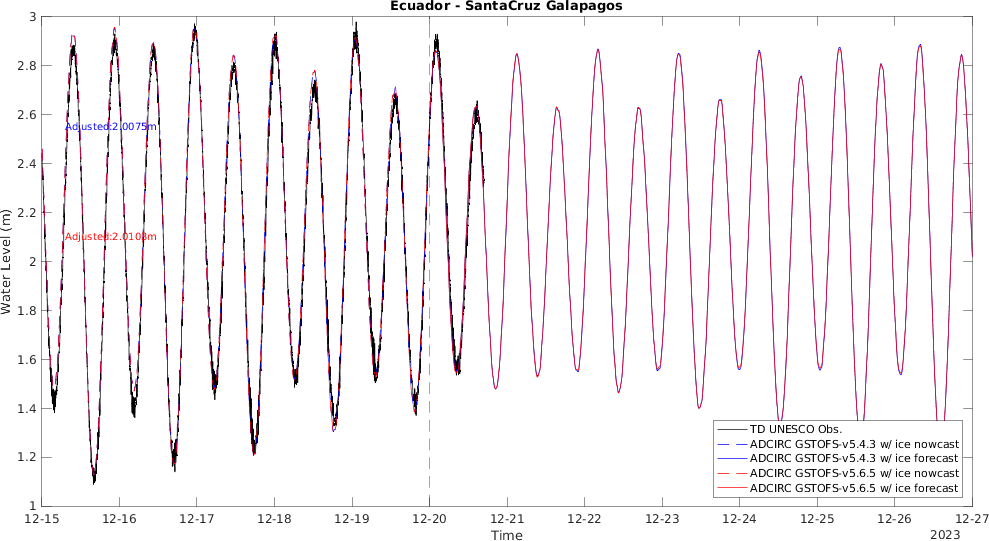 Ecuador - SantaCruz Galapagos
3
2.8
2.6
2.4
2.2
2
1.8
1.6
1.4
1.2
1
Water Level (m)
Adjusted:2.0075m
Adjusted:2.0103m
TD UNESCO Obs.
ADCIRC GSTOFS-v5.4.3 w/ ice nowcast
ADCIRC GSTOFS-v5.4.3 w/ ice forecast
ADCIRC GSTOFS-v5.6.5 w/ ice nowcast
ADCIRC GSTOFS-v5.6.5 w/ ice forecast
12-15 12-16 12-17 12-18 12-19 12-20 12-21 12-22 12-23 12-24 12-25 12-26 12-27
Time
2023